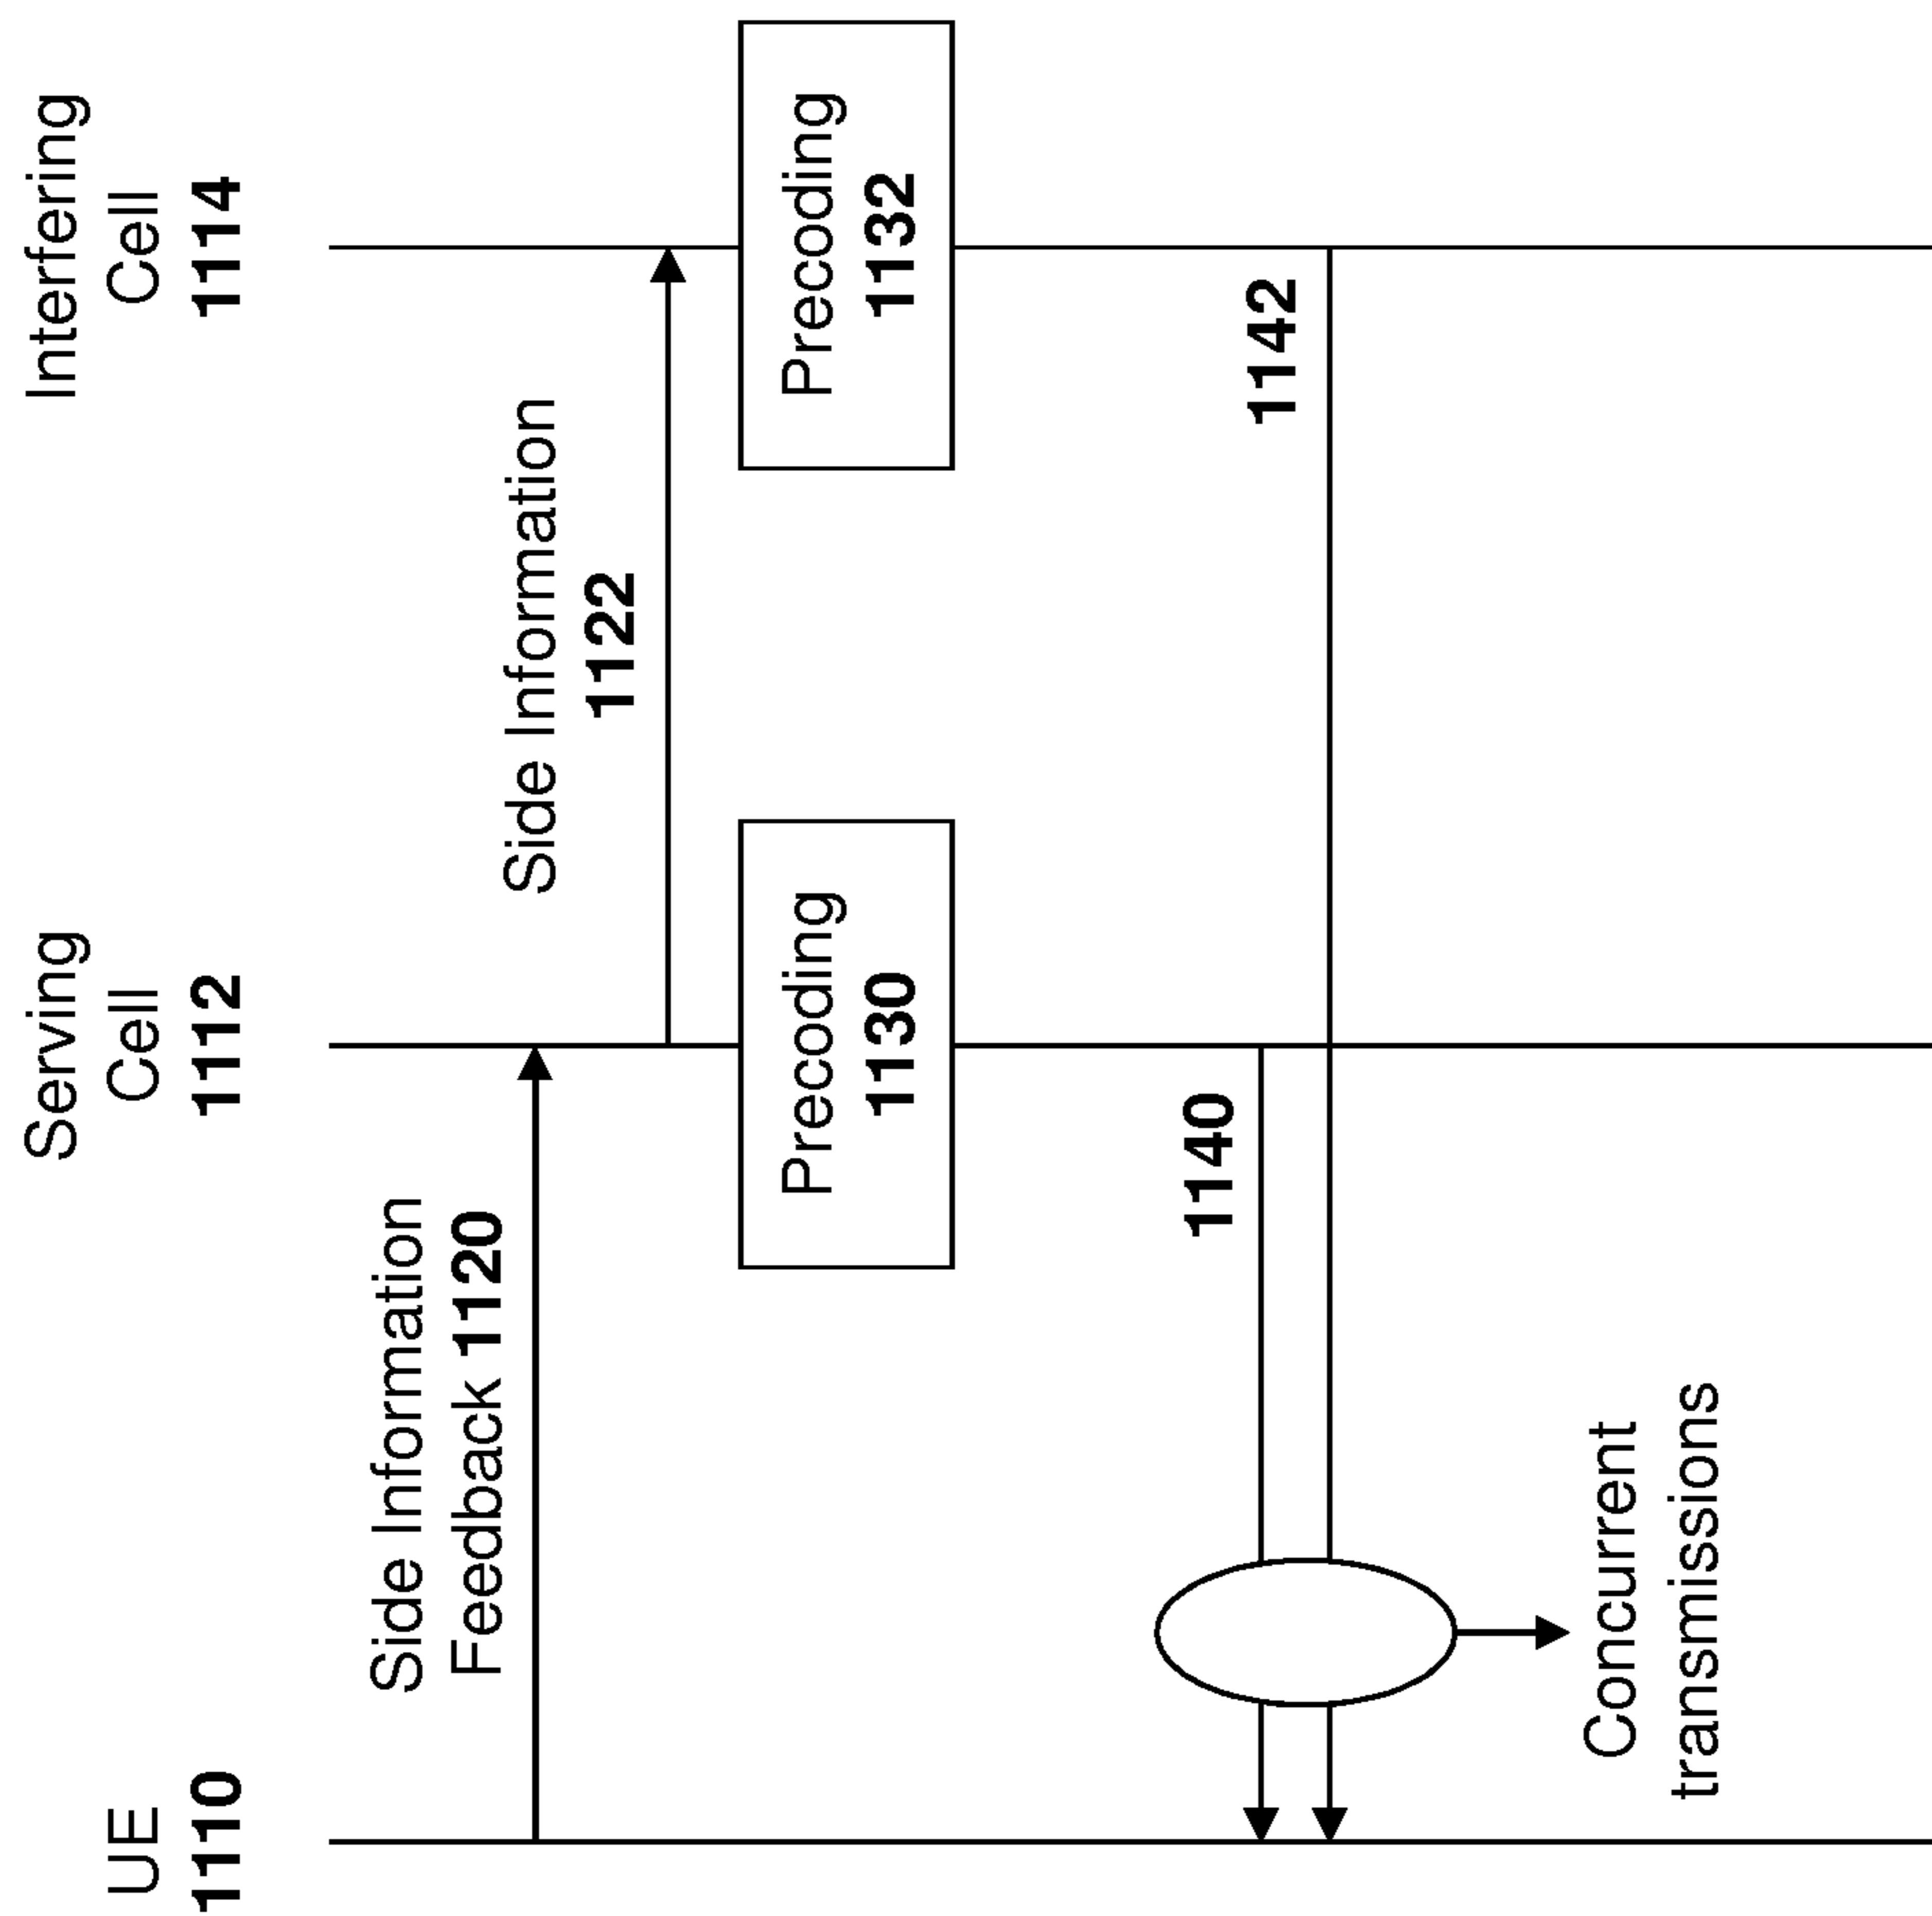 UE
1110
Serving
Cell
1112
Interfering
Cell
1114
Side Information
Feedback 1120
Side Information
1122
Precoding
1130
Precoding
1132
1140
1142
Concurrent
transmissions